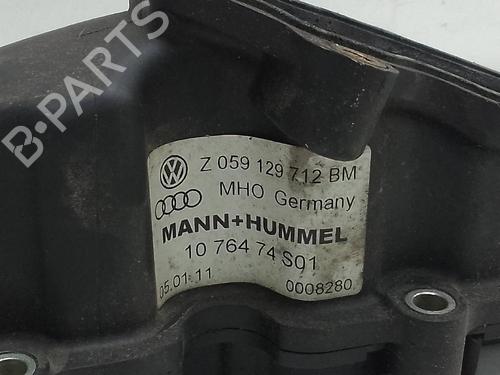 B-PARTS
Z 059 129 712 BM
MHO Germany
MANN+HUMMEL
10 764 74 S01
05.01.11 0008280